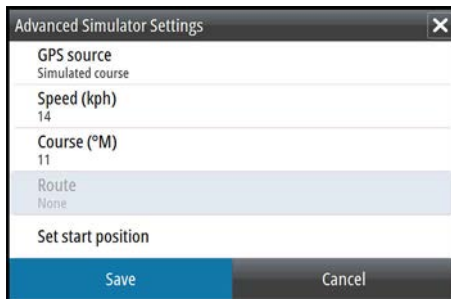 Advanced Simulator Settings
GPS source
Simulated course
Speed (kph)
14
Course (°M)
11
Route
None
Set start position
Save
Cancel